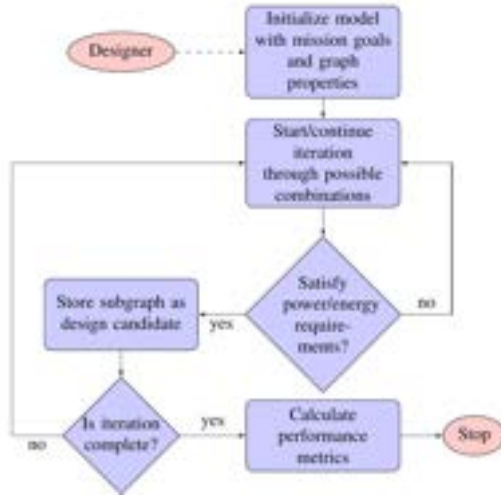 Designer
Initialize model
with mission goals
and graph
properties
Start/continue
iteration
through possible
combinations
Satisfy
power/energy
require-
ments?
no
yes
Store subgraph as
design candidate
Is iteration
complete?
no
yes
Calculate
performance
metrics
Stop